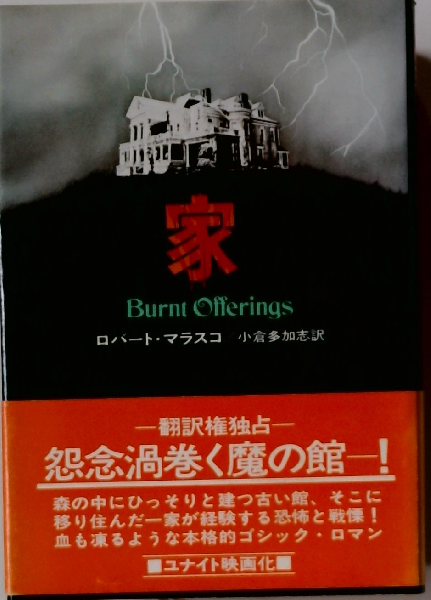 家
Burnt Offerings
ロバート・マラスコ 小倉多加志訳
—翻訳権独占—
怨念渦巻く魔の館—!
森の中にひっそりと建つ古い館、そこに
移り住んだ一家が経験する恐怖と戦慄!
血も凍るような本格的ゴシック・ロマン
■ユナイト映画化■